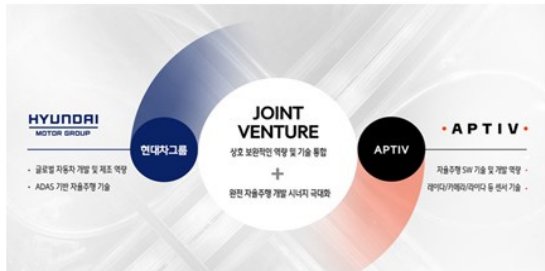 HYUNDAI
MOTOR GROUP
• 글로벌 자동차 개발 및 제조 역량
• ADAS 기반 자율주행 기술
현대차그룹
JOINT
VENTURE
상호 보완적인 역량 및 기술 통합
+
완전 자율주행 개발 시너지 극대화
APTIV
• APTIV •
자율주행 SW 기술 및 개발 역량 •
레이다/카메라/라이다 등 센서 기술 •